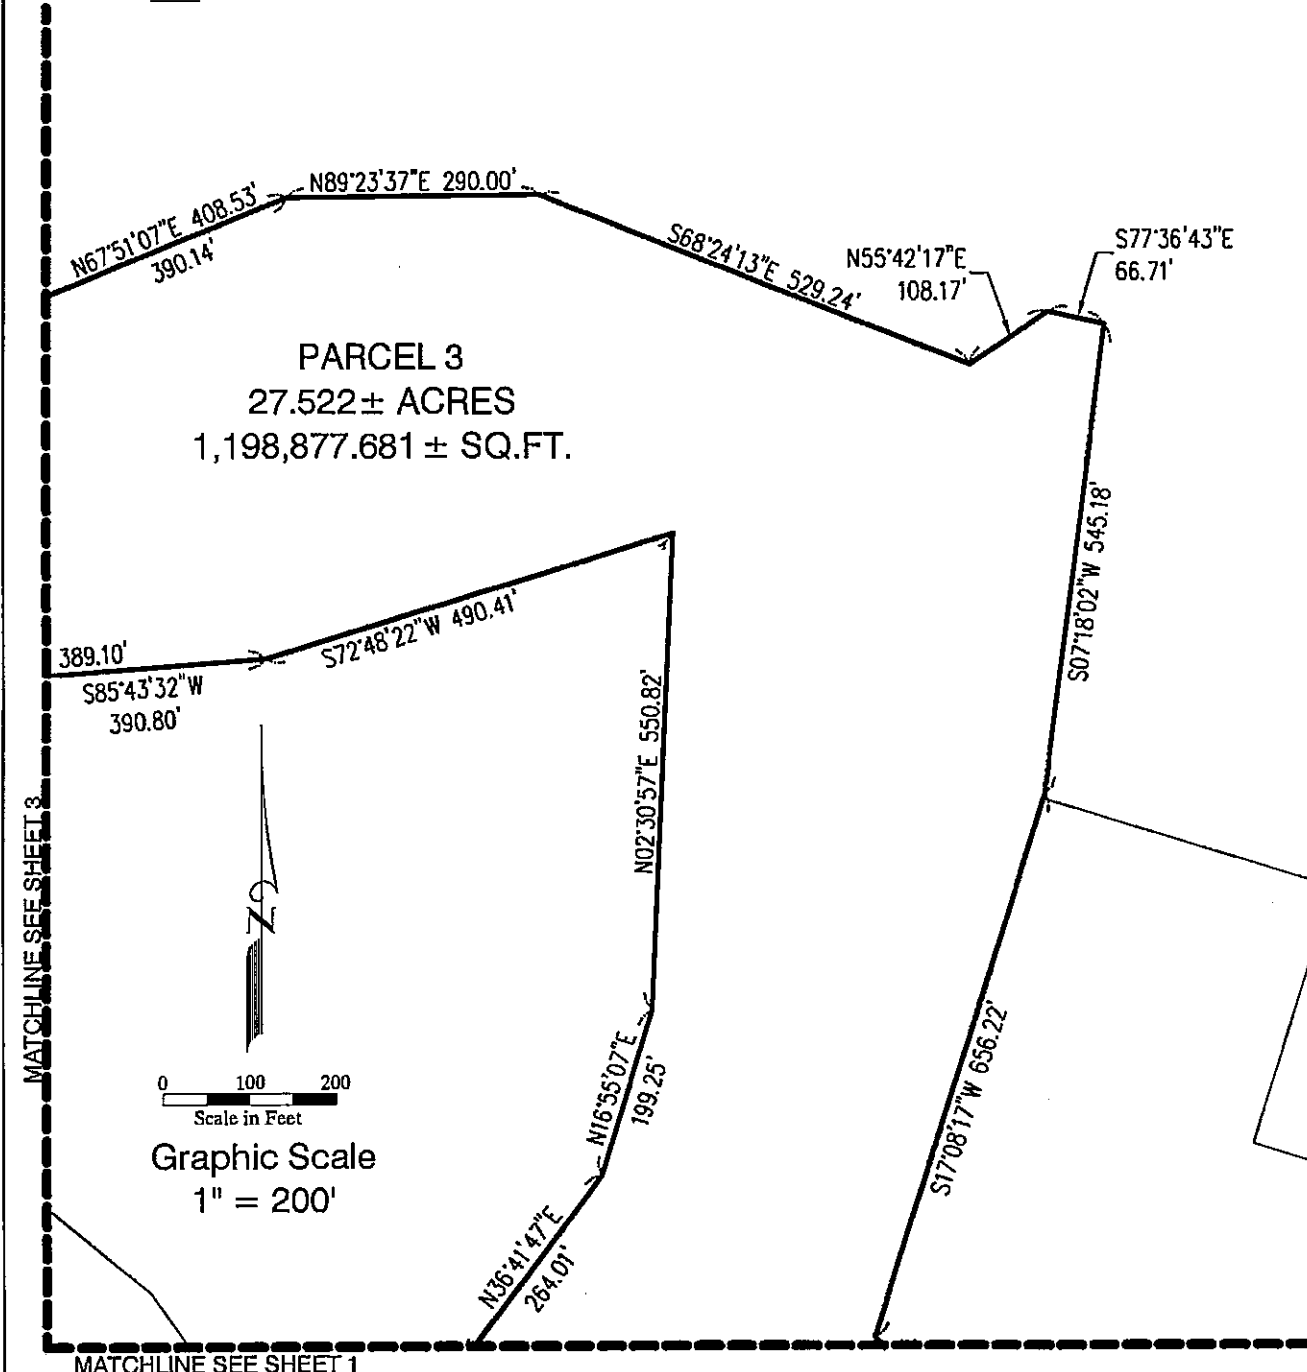 N67°51'07"E 408.53'
390.14'
N89°23'37"E 290.00'
S68°24'13"E 529.24'
N55°42'17"E
108.17'
S77°36'43"E
66.71'
PARCEL 3
27.522± ACRES
1,198,877.681 ± SQ.FT.
S07°18'02"W 545.18'
389.10'
S85°43'32"W
390.80'
S72°48'22"W 490.41'
N02°30'57"E 550.82'
MATCHLINE SEE SHEET 3
N
0 100 200
Scale in Feet
Graphic Scale
1" = 200'
N16°55'07"E
199.25'
N36°41'47"E
264.01'
S17°08'17"W 656.22'
MATCHLINE SEE SHEET 1